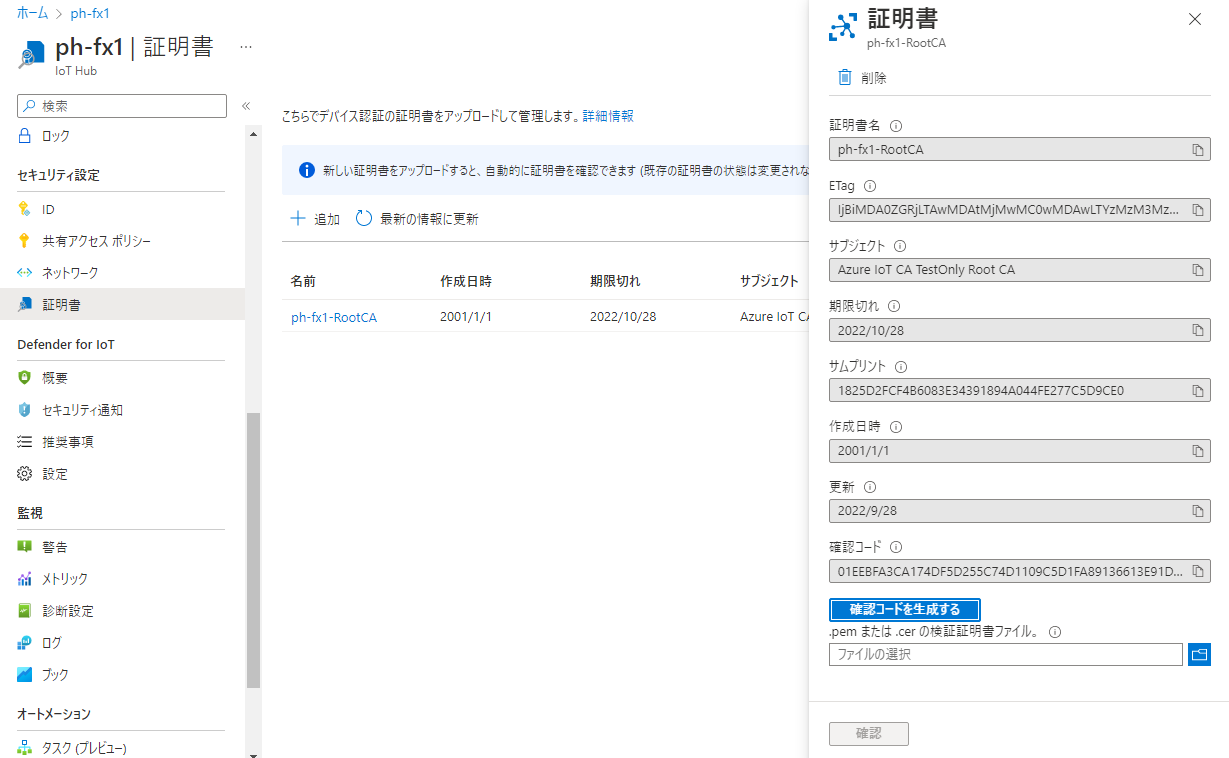 ホーム > ph-fx1
ph-fx1 | 証明書 ...
IoT Hub
検索
«
ロック
セキュリティ設定
ID
共有アクセス ポリシー
ネットワーク
証明書
Defender for IoT
概要
セキュリティ通知
推奨事項
設定
監視
警告
メトリック
診断設定
ログ
ブック
オートメーション
タスク (プレビュー)
こちらでデバイス認証の証明書をアップロードして管理します。詳細情報
新しい証明書をアップロードすると、自動的に証明書を確認できます (既存の証明書の状態は変更されな
追加 最新の情報に更新
名前 作成日時 期限切れ サブジェクト
ph-fx1-RootCA 2001/1/1 2022/10/28 Azure IoT CA
証明書
ph-fx1-RootCA
削除
証明書名
ph-fx1-RootCA
ETag
IjBiMDA0ZGRjLTAwMDAtMjMwMC0wMDAwLTYzMzM3Mz...
サブジェクト
Azure IoT CA TestOnly Root CA
期限切れ
2022/10/28
サムプリント
1825D2FCF4B6083E34391894A044FE277C5D9CE0
作成日時
2001/1/1
更新
2022/9/28
確認コード
01EEBFA3CA174DF5D255C74D1109C5D1FA89136613E91D...
確認コードを生成する
.pem または .cer の検証証明書ファイル。
ファイルの選択
確認